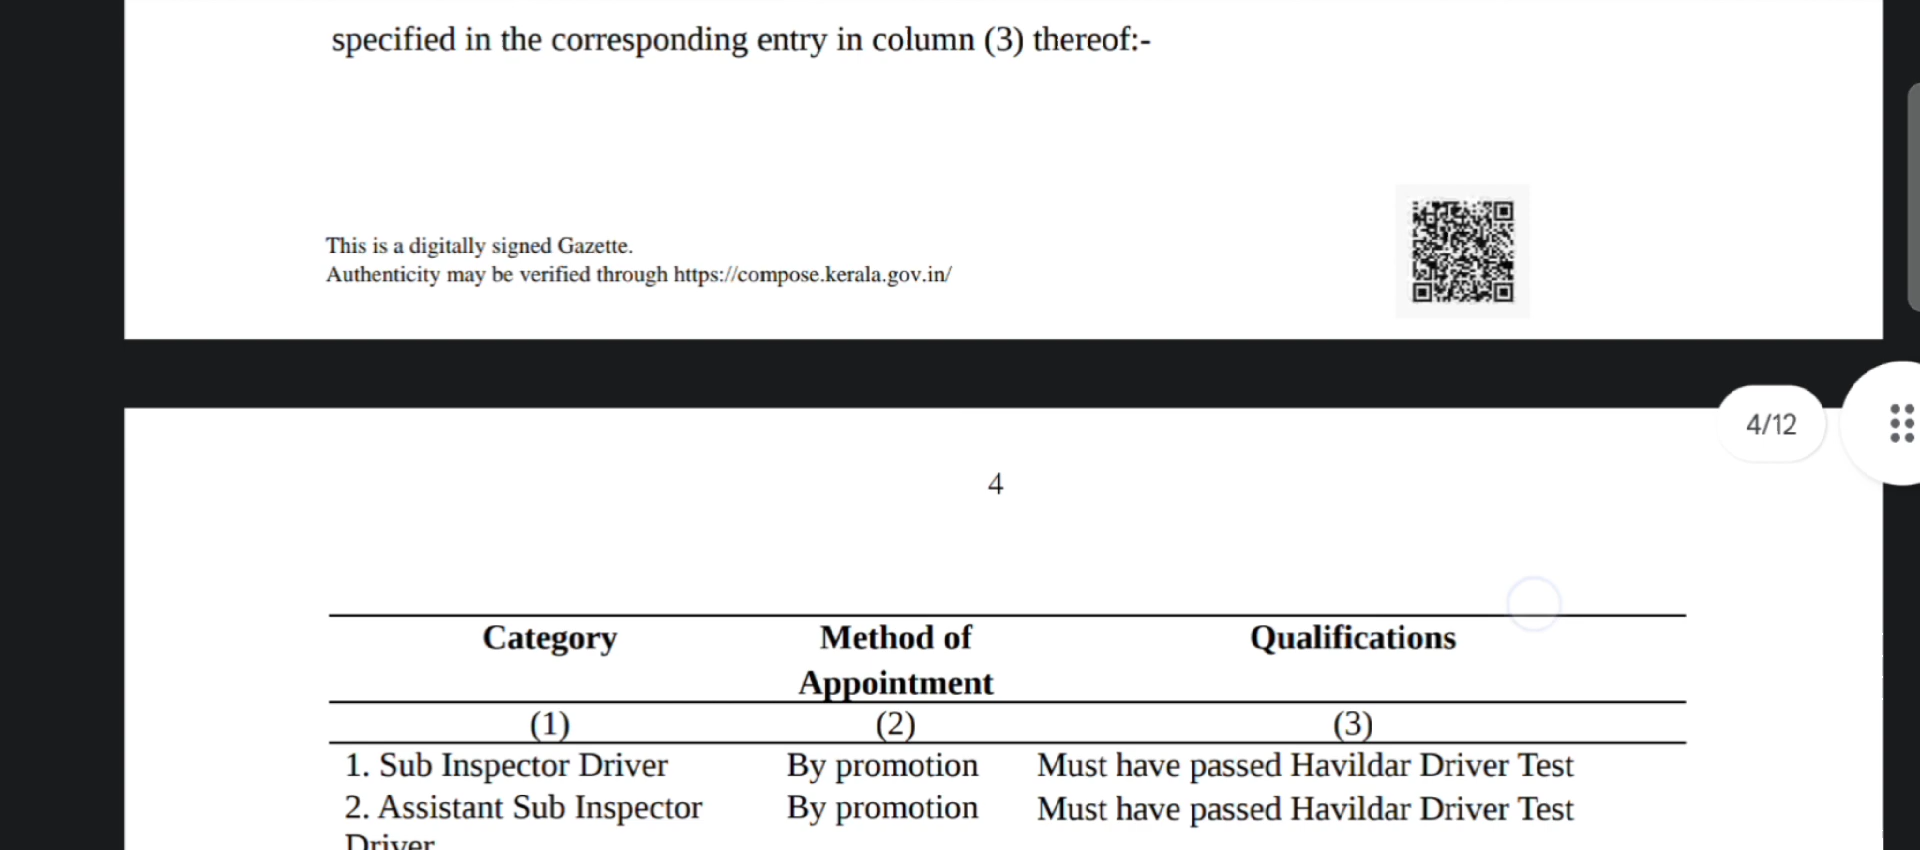 specified in the corresponding entry in column (3) thereof:-
This is a digitally signed Gazette.
Authenticity may be verified through https://compose.kerala.gov.in/
4/12
4
Category Method of Qualifications
Appointment
(1) (2) (3)
1. Sub Inspector Driver By promotion Must have passed Havildar Driver Test
2. Assistant Sub Inspector By promotion Must have passed Havildar Driver Test
Driver